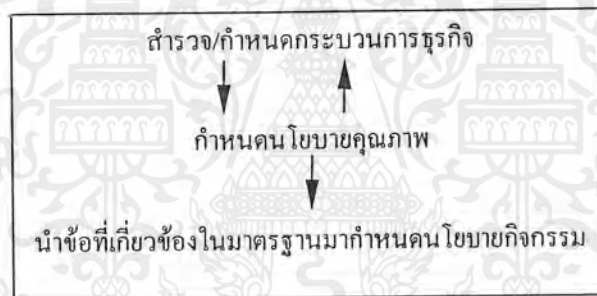 สำรวจ/กำหนดกระบวนการธุรกิจ
กำหนดนโยบายคุณภาพ
นำข้อที่เกี่ยวข้องในมาตรฐานมากำหนดนโยบายกิจกรรม